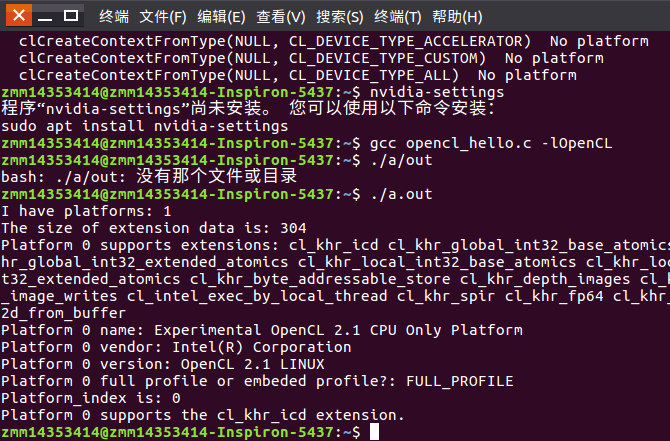 终端 文件(F) 编辑(E) 查看(V) 搜索(S) 终端(T) 帮助(H)
clCreateContextFromType(NULL, CL_DEVICE_TYPE_ACCELERATOR)  No platform
clCreateContextFromType(NULL, CL_DEVICE_TYPE_CUSTOM)  No platform
clCreateContextFromType(NULL, CL_DEVICE_TYPE_ALL)  No platform
zmm14353414@zmm14353414-Inspiron-5437:~$ nvidia-settings
程序“nvidia-settings”尚未安装。 您可以使用以下命令安装：
sudo apt install nvidia-settings
zmm14353414@zmm14353414-Inspiron-5437:~$ gcc opencl_hello.c -lOpenCL
zmm14353414@zmm14353414-Inspiron-5437:~$ ./a/out
bash: ./a/out: 没有那个文件或目录
zmm14353414@zmm14353414-Inspiron-5437:~$ ./a.out
I have platforms: 1
The size of extension data is: 304
Platform 0 supports extensions: cl_khr_icd cl_khr_global_int32_base_atomics
hr_global_int32_extended_atomics cl_khr_local_int32_base_atomics cl_khr_loc
t32_extended_atomics cl_khr_byte_addressable_store cl_khr_depth_images cl_k
_image_writes cl_intel_exec_by_local_thread cl_khr_spir cl_khr_fp64 cl_khr_
2d_from_buffer
Platform 0 name: Experimental OpenCL 2.1 CPU Only Platform
Platform 0 vendor: Intel(R) Corporation
Platform 0 version: OpenCL 2.1 LINUX
Platform 0 full profile or embeded profile?: FULL_PROFILE
Platform_index is: 0
Platform 0 supports the cl_khr_icd extension.
zmm14353414@zmm14353414-Inspiron-5437:~$